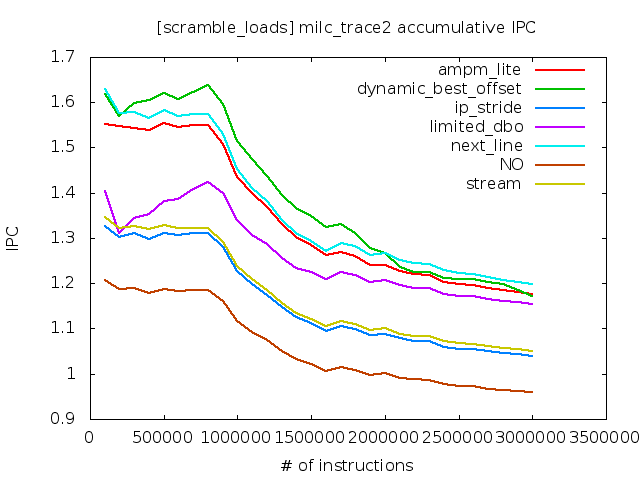 [scramble_loads] milc_trace2 accumulative IPC
1.7
1.6
1.5
1.4
1.3
1.2
1.1
1
0.9
IPC
ampm_lite
dynamic_best_offset
ip_stride
limited_dbo
next_line
NO
stream
0 500000 1000000 1500000 2000000 2500000 3000000 3500000
# of instructions